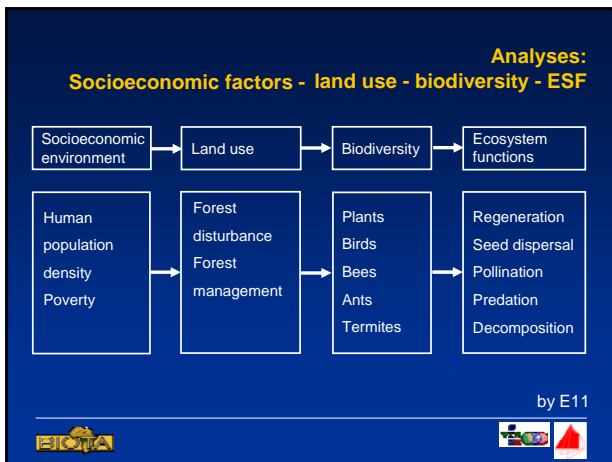 Analyses:
Socioeconomic factors - land use - biodiversity - ESF
Socioeconomic
environment
Land use
Biodiversity
Ecosystem
functions
Human
population
density
Poverty
Forest
disturbance
Forest
management
Plants
Birds
Bees
Ants
Termites
Regeneration
Seed dispersal
Pollination
Predation
Decomposition
by E11
BIOTA